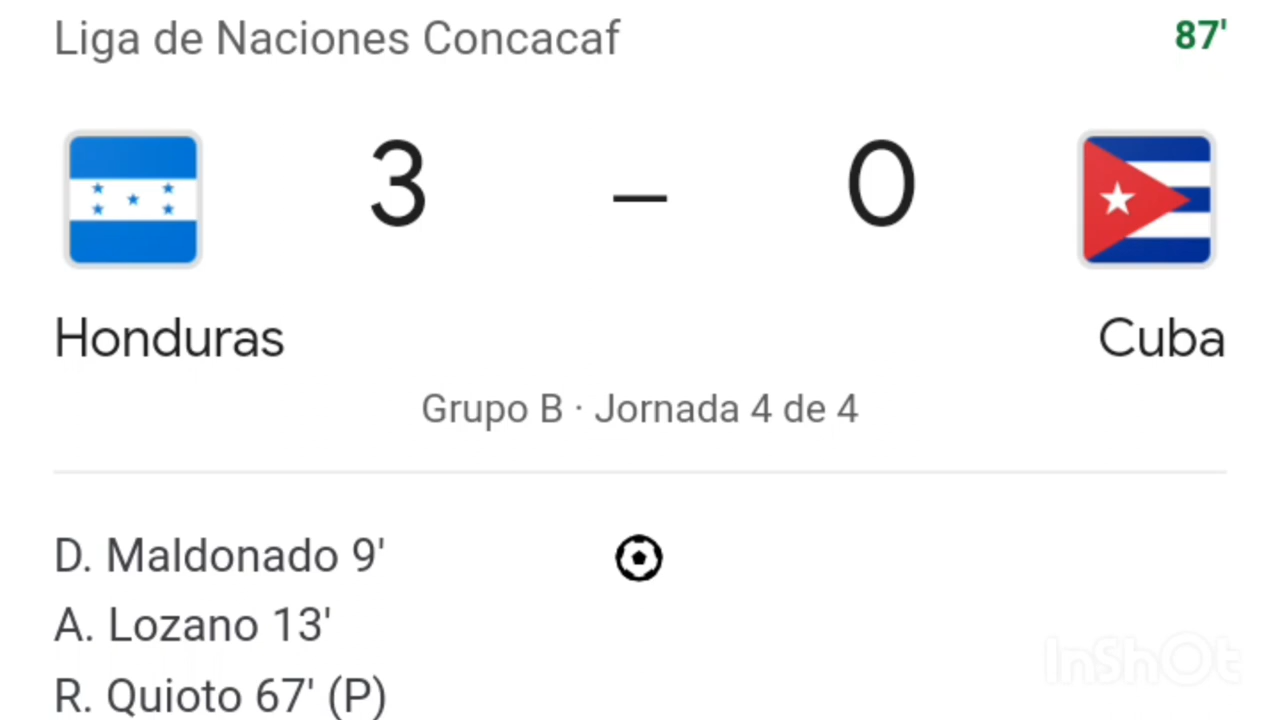 Liga de Naciones Concacaf 87'
3 – 0
Honduras Cuba
Grupo B · Jornada 4 de 4
D. Maldonado 9'
A. Lozano 13'
R. Quioto 67' (P)
InShOt